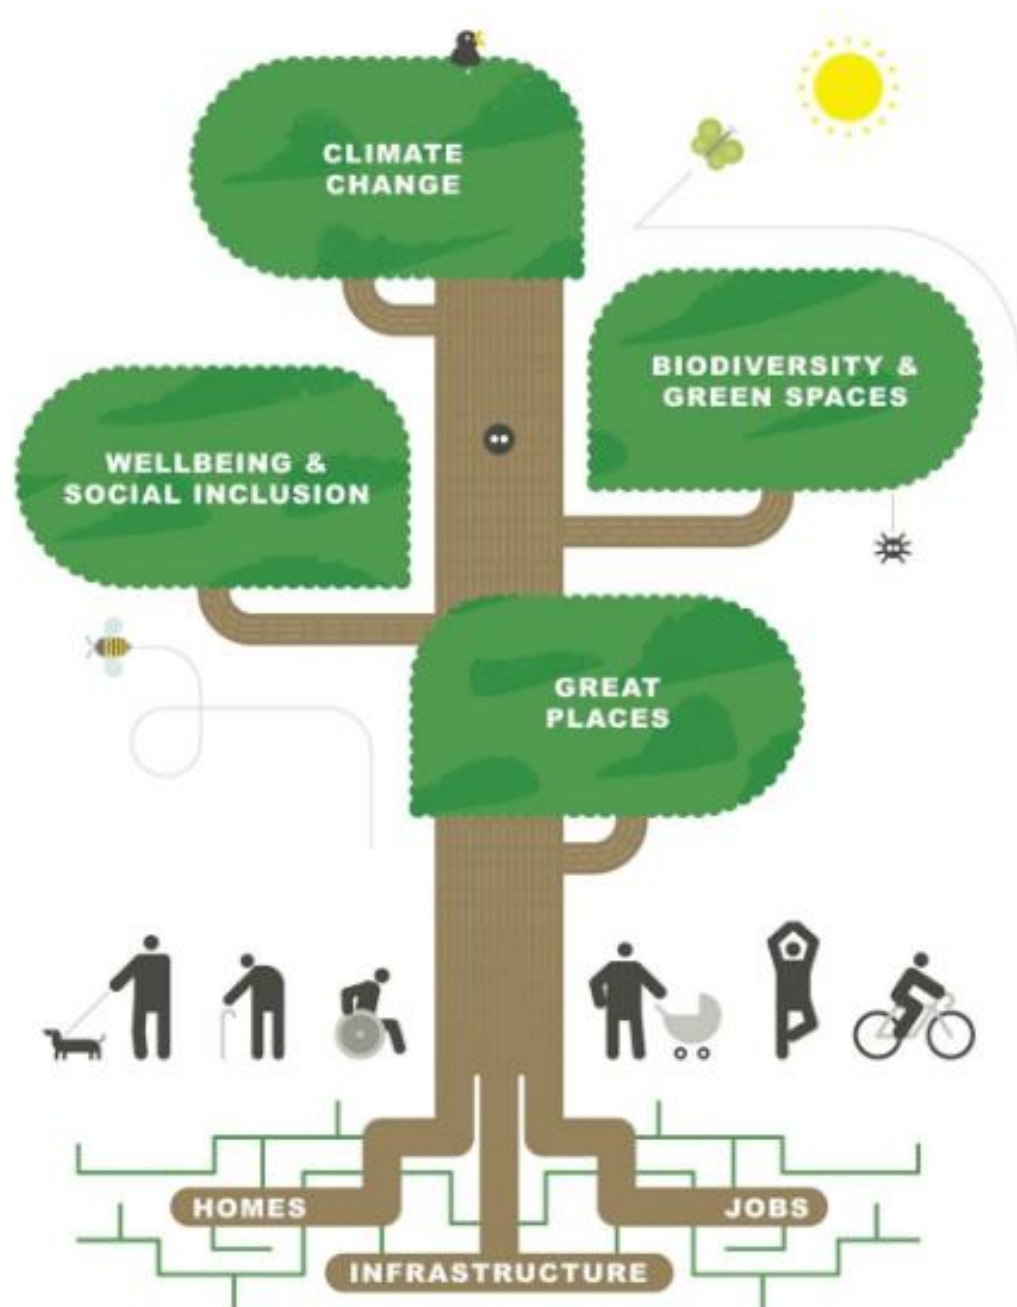 CLIMATE
CHANGE
BIODIVERSITY &
GREEN SPACES
WELLBEING &
SOCIAL INCLUSION
GREAT
PLACES
HOMES
JOBS
INFRASTRUCTURE